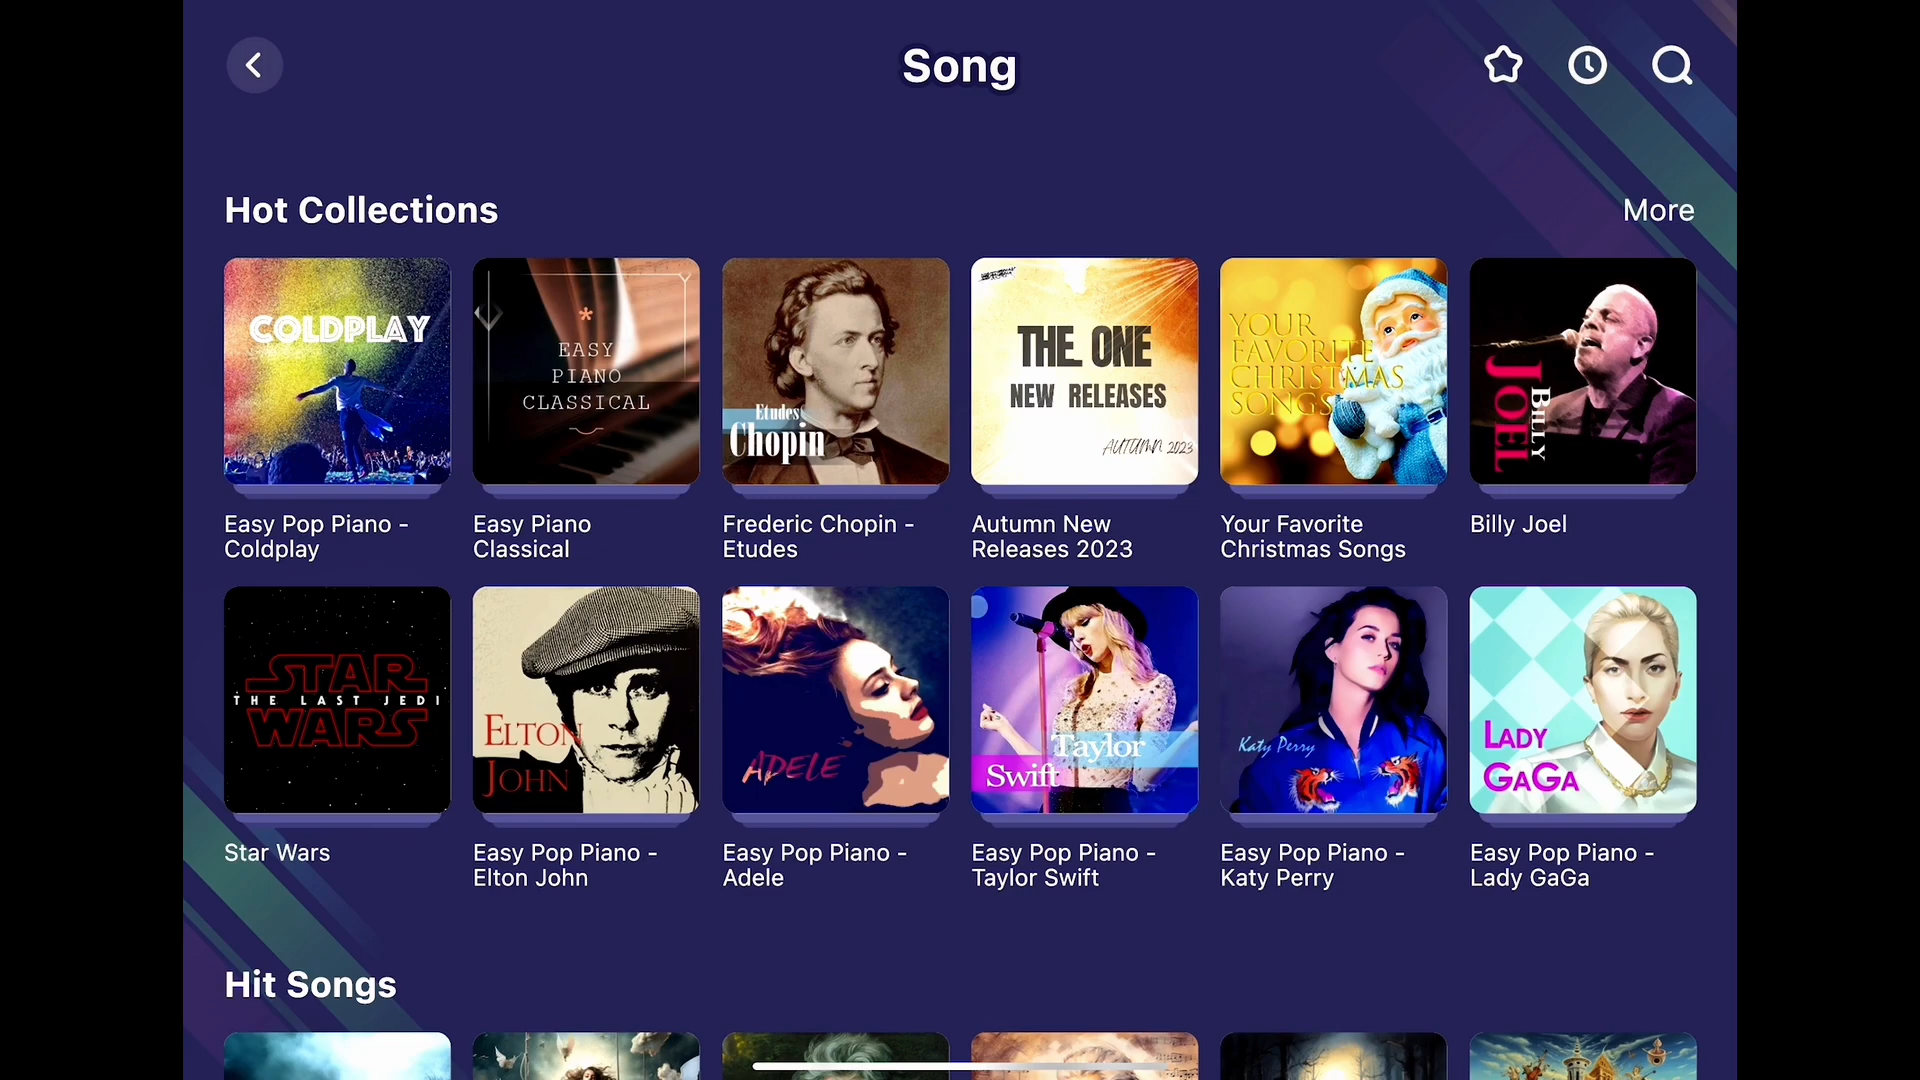 Song
Hot Collections
More
COLDPLAY
*
EASY
PIANO
CLASSICAL
Etudes
Chopin
THE ONE
NEW RELEASES
AUTUMN 2023
YOUR
FAVORITE
CHRISTMAS
SONGS
BILLY
JOEL
Easy Pop Piano -
Coldplay
Easy Piano
Classical
Frederic Chopin -
Etudes
Autumn New
Releases 2023
Your Favorite
Christmas Songs
Billy Joel
STAR
THE LAST JEDI
WARS
ELTON
JOHN
ADELE
Taylor
Swift
Katy Perry
LADY
GAGA
Star Wars
Easy Pop Piano -
Elton John
Easy Pop Piano -
Adele
Easy Pop Piano -
Taylor Swift
Easy Pop Piano -
Katy Perry
Easy Pop Piano -
Lady GaGa
Hit Songs